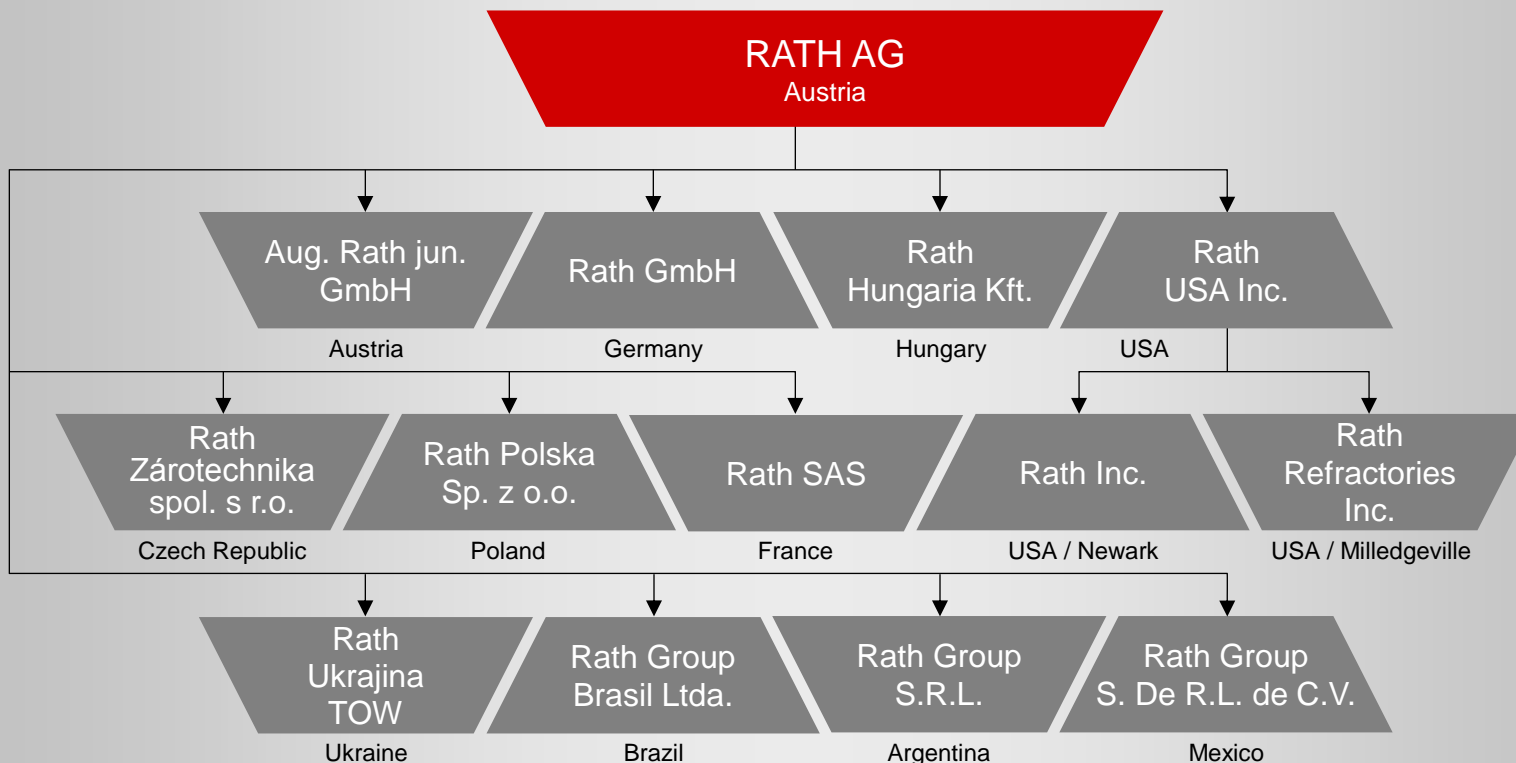 RATH AG
Austria
Aug. Rath jun.
GmbH
Rath GmbH
Rath
Hungaria Kft.
Rath
USA Inc.
Austria
Germany
Hungary
USA
Rath
Zárotechnika
spol. s r.o.
Rath Polska
Sp. z o.o.
Rath SAS
Rath Inc.
Rath
Refractories
Inc.
Czech Republic
Poland
France
USA / Newark
USA / Milledgeville
Rath
Ukrajina
TOW
Rath Group
Brasil Ltda.
Rath Group
S.R.L.
Rath Group
S. De R.L. de C.V.
Ukraine
Brazil
Argentina
Mexico